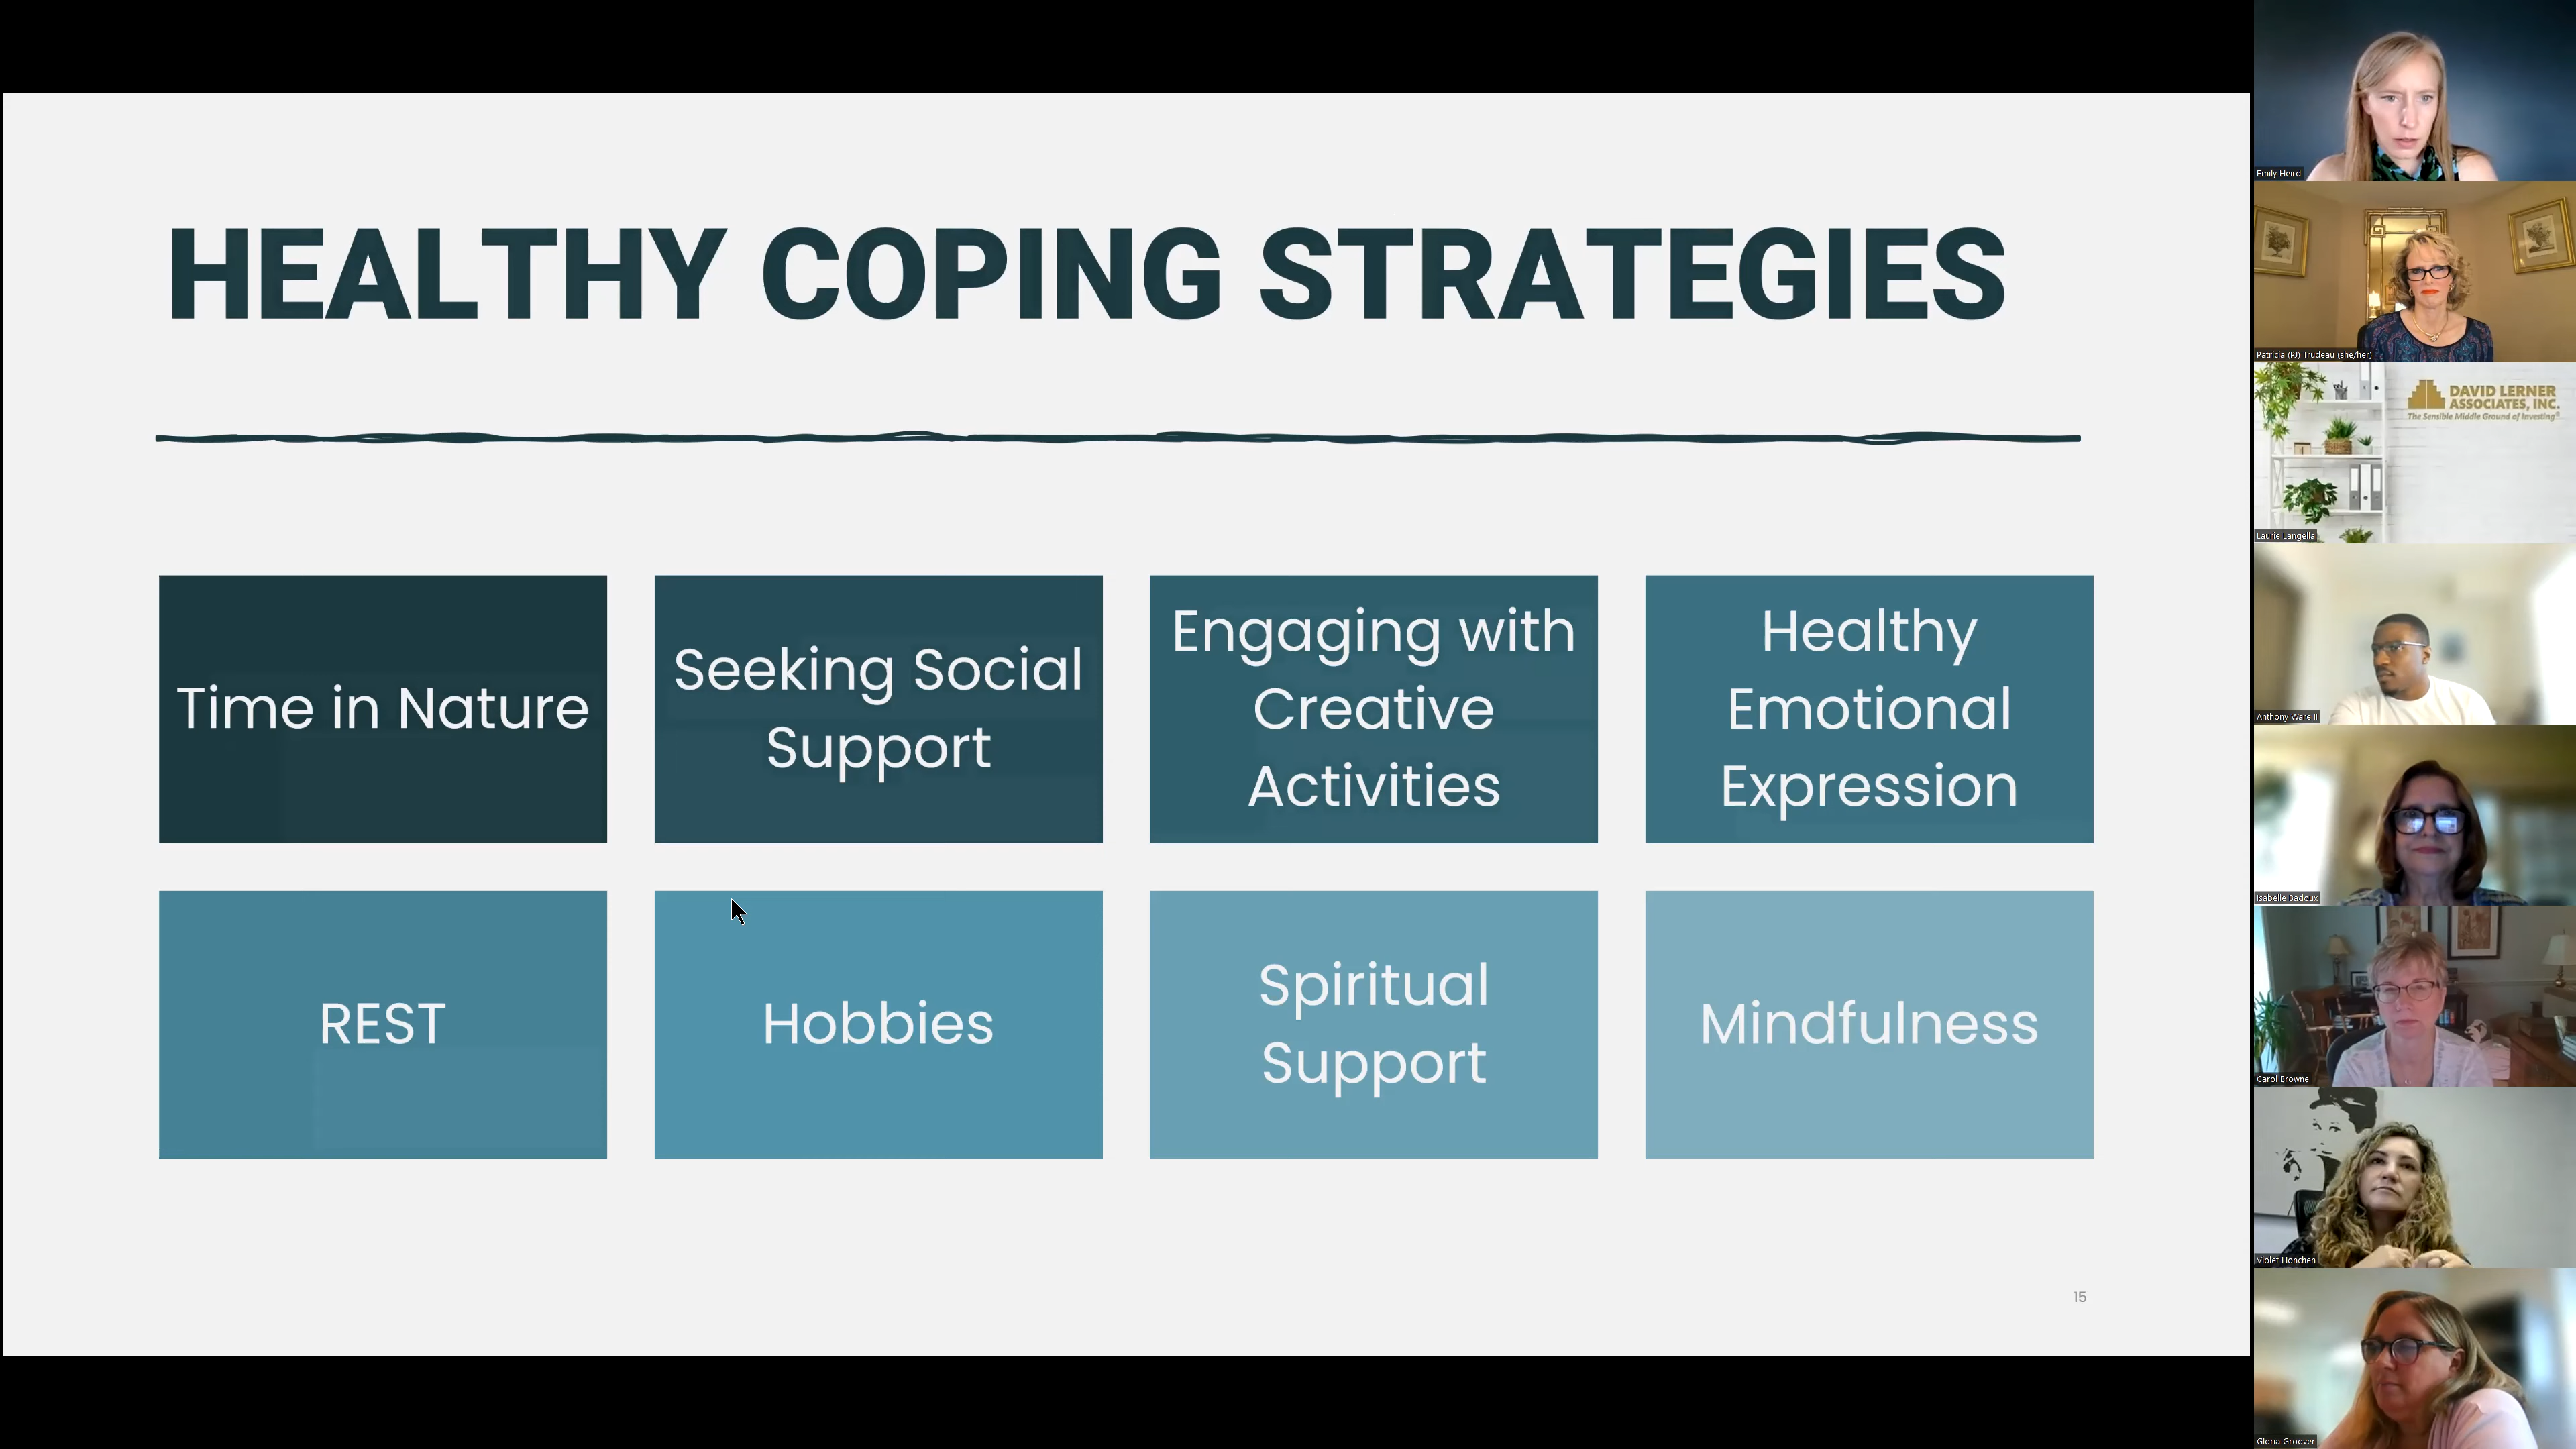 HEALTHY COPING STRATEGIES
Time in Nature
Seeking Social
Support
Engaging with
Creative
Activities
Healthy
Emotional
Expression
REST
Hobbies
Spiritual
Support
Mindfulness
15
Emily Heird
Patricia (PJ) Trudeau (she/her)
DAVID LERNER
ASSOCIATES, INC.
The Sensible Middle Ground of Investing®
Laurie Langella
Anthony Ware II
Isabelle Badoux
Carol Browne
Violet Honchen
Gloria Groover